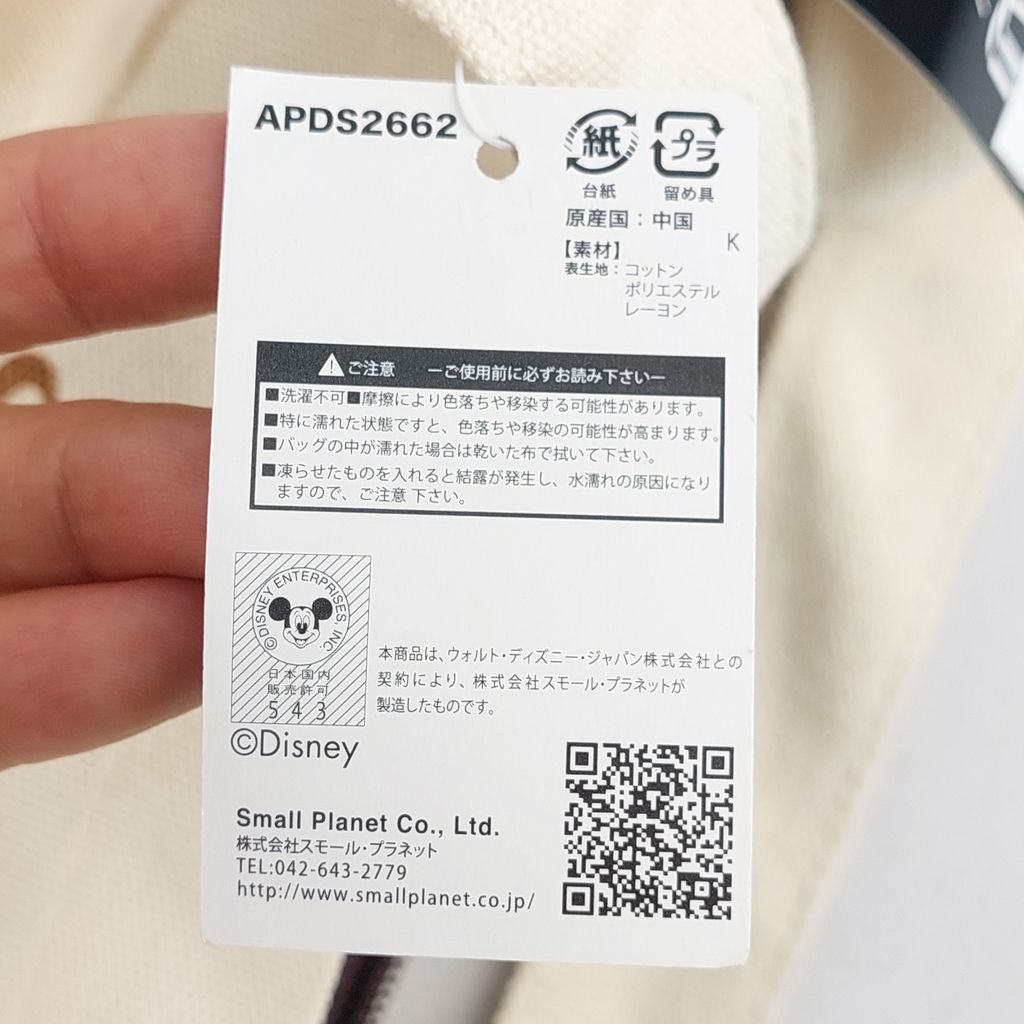 APDS2662
紙
プラ
台紙
留め具
原産国：中国
K
【素材】
表生地：コットン
ポリエステル
レーヨン
ご注意 ーご使用前に必ずお読み下さいー
■洗濯不可■摩擦により色落ちや移染する可能性があります。
■特に濡れた状態ですと、色落ちや移染の可能性が高まります。
■バッグの中が濡れた場合は乾いた布で拭いて下さい。
■凍らせたものを入れると結露が発生し、水濡れの原因になり
ますので、ご注意 下さい。
©DISNEY ENTERPRISES, INC.
日本国内
販売許可
543
本商品は、ウォルト・ディズニー・ジャパン株式会社との
契約により、株式会社スモール・プラネットが
製造したものです。
©Disney
Small Planet Co., Ltd.
株式会社スモール・プラネット
TEL:042-643-2779
http://www.smallplanet.co.jp/